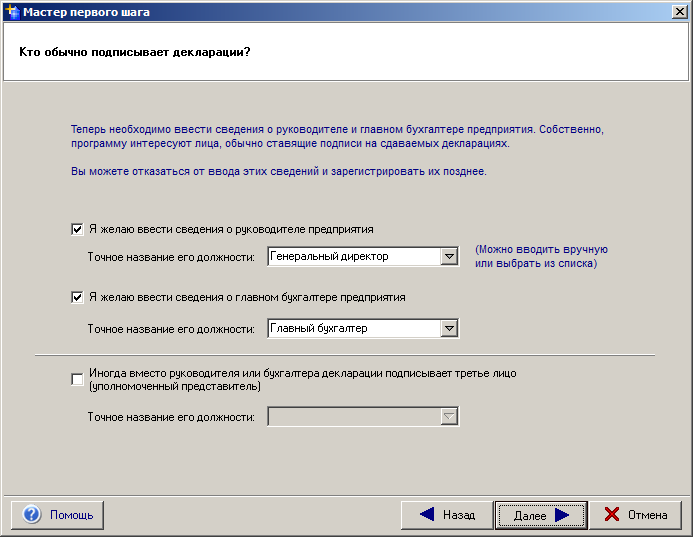 Мастер первого шага
Кто обычно подписывает декларации?
Теперь необходимо ввести сведения о руководителе и главном бухгалтере предприятия. Собственно,
программу интересуют лица, обычно ставящие подписи на сдаваемых декларациях.
Вы можете отказаться от ввода этих сведений и зарегистрировать их позднее.
Я желаю ввести сведения о руководителе предприятия
Точное название его должности: Генеральный директор
(Можно вводить вручную
или выбрать из списка)
Я желаю ввести сведения о главном бухгалтере предприятия
Точное название его должности: Главный бухгалтер
Иногда вместо руководителя или бухгалтера декларации подписывает третье лицо
(уполномоченный представитель)
Точное название его должности:
Помощь Назад Далее Отмена